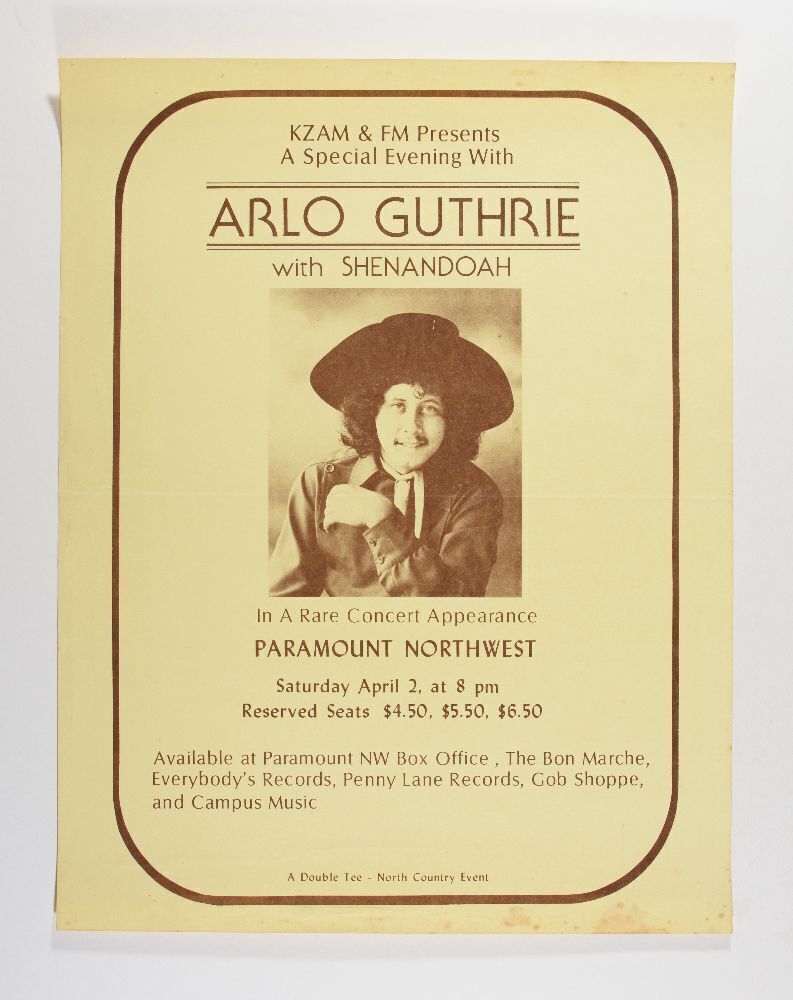 KZAM & FM Presents
A Special Evening With
ARLO GUTHRIE
with SHENANDOAH
In A Rare Concert Appearance
PARAMOUNT NORTHWEST
Saturday April 2, at 8 pm
Reserved Seats $4.50, $5.50, $6.50
Available at Paramount NW Box Office , The Bon Marche,
Everybody's Records, Penny Lane Records, Gob Shoppe,
and Campus Music
A Double Tee - North Country Event